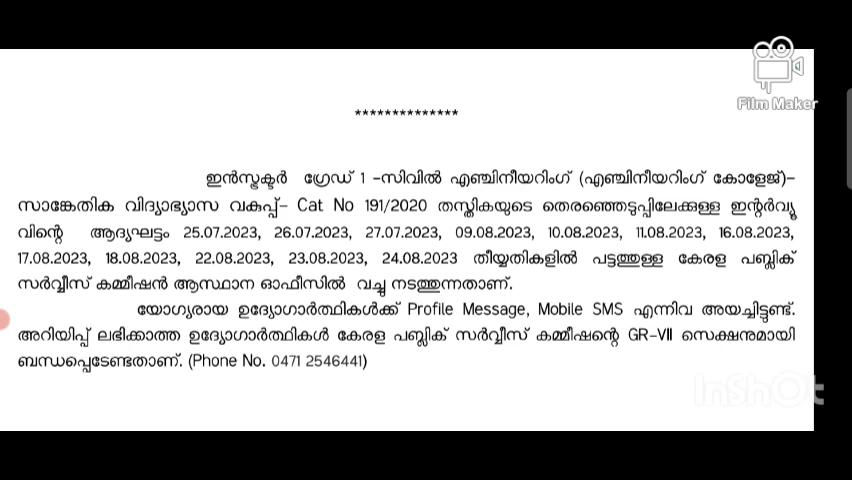 Film Maker
**************
ഇൻസ്ട്രക്ടർ ഗ്രേഡ് 1 -സിവിൽ എഞ്ചിനീയറിംഗ് (എഞ്ചിനീയറിംഗ് കോളേജ്)-
സാങ്കേതിക വിദ്യാഭ്യാസ വകുപ്പ്- Cat No 191/2020 തസ്തികയുടെ തെരഞ്ഞെടുപ്പിലേക്കുള്ള ഇന്റർവ്യൂ
വിന്റെ ആദ്യഘട്ടം 25.07.2023, 26.07.2023, 27.07.2023, 09.08.2023, 10.08.2023, 11.08.2023, 16.08.2023,
17.08.2023, 18.08.2023, 22.08.2023, 23.08.2023, 24.08.2023 തീയ്യതികളിൽ പട്ടത്തുള്ള കേരള പബ്ലിക്
സർവ്വീസ് കമ്മീഷൻ ആസ്ഥാന ഓഫീസിൽ വച്ചു നടത്തുന്നതാണ്.
യോഗ്യരായ ഉദ്യോഗാർത്ഥികൾക്ക് Profile Message, Mobile SMS എന്നിവ അയച്ചിട്ടുണ്ട്.
അറിയിപ്പ് ലഭിക്കാത്ത ഉദ്യോഗാർത്ഥികൾ കേരള പബ്ലിക് സർവ്വീസ് കമ്മീഷന്റെ GR-VII സെക്ഷനുമായി
ബന്ധപ്പെടേണ്ടതാണ്. (Phone No. 0471 2546441)
InShot